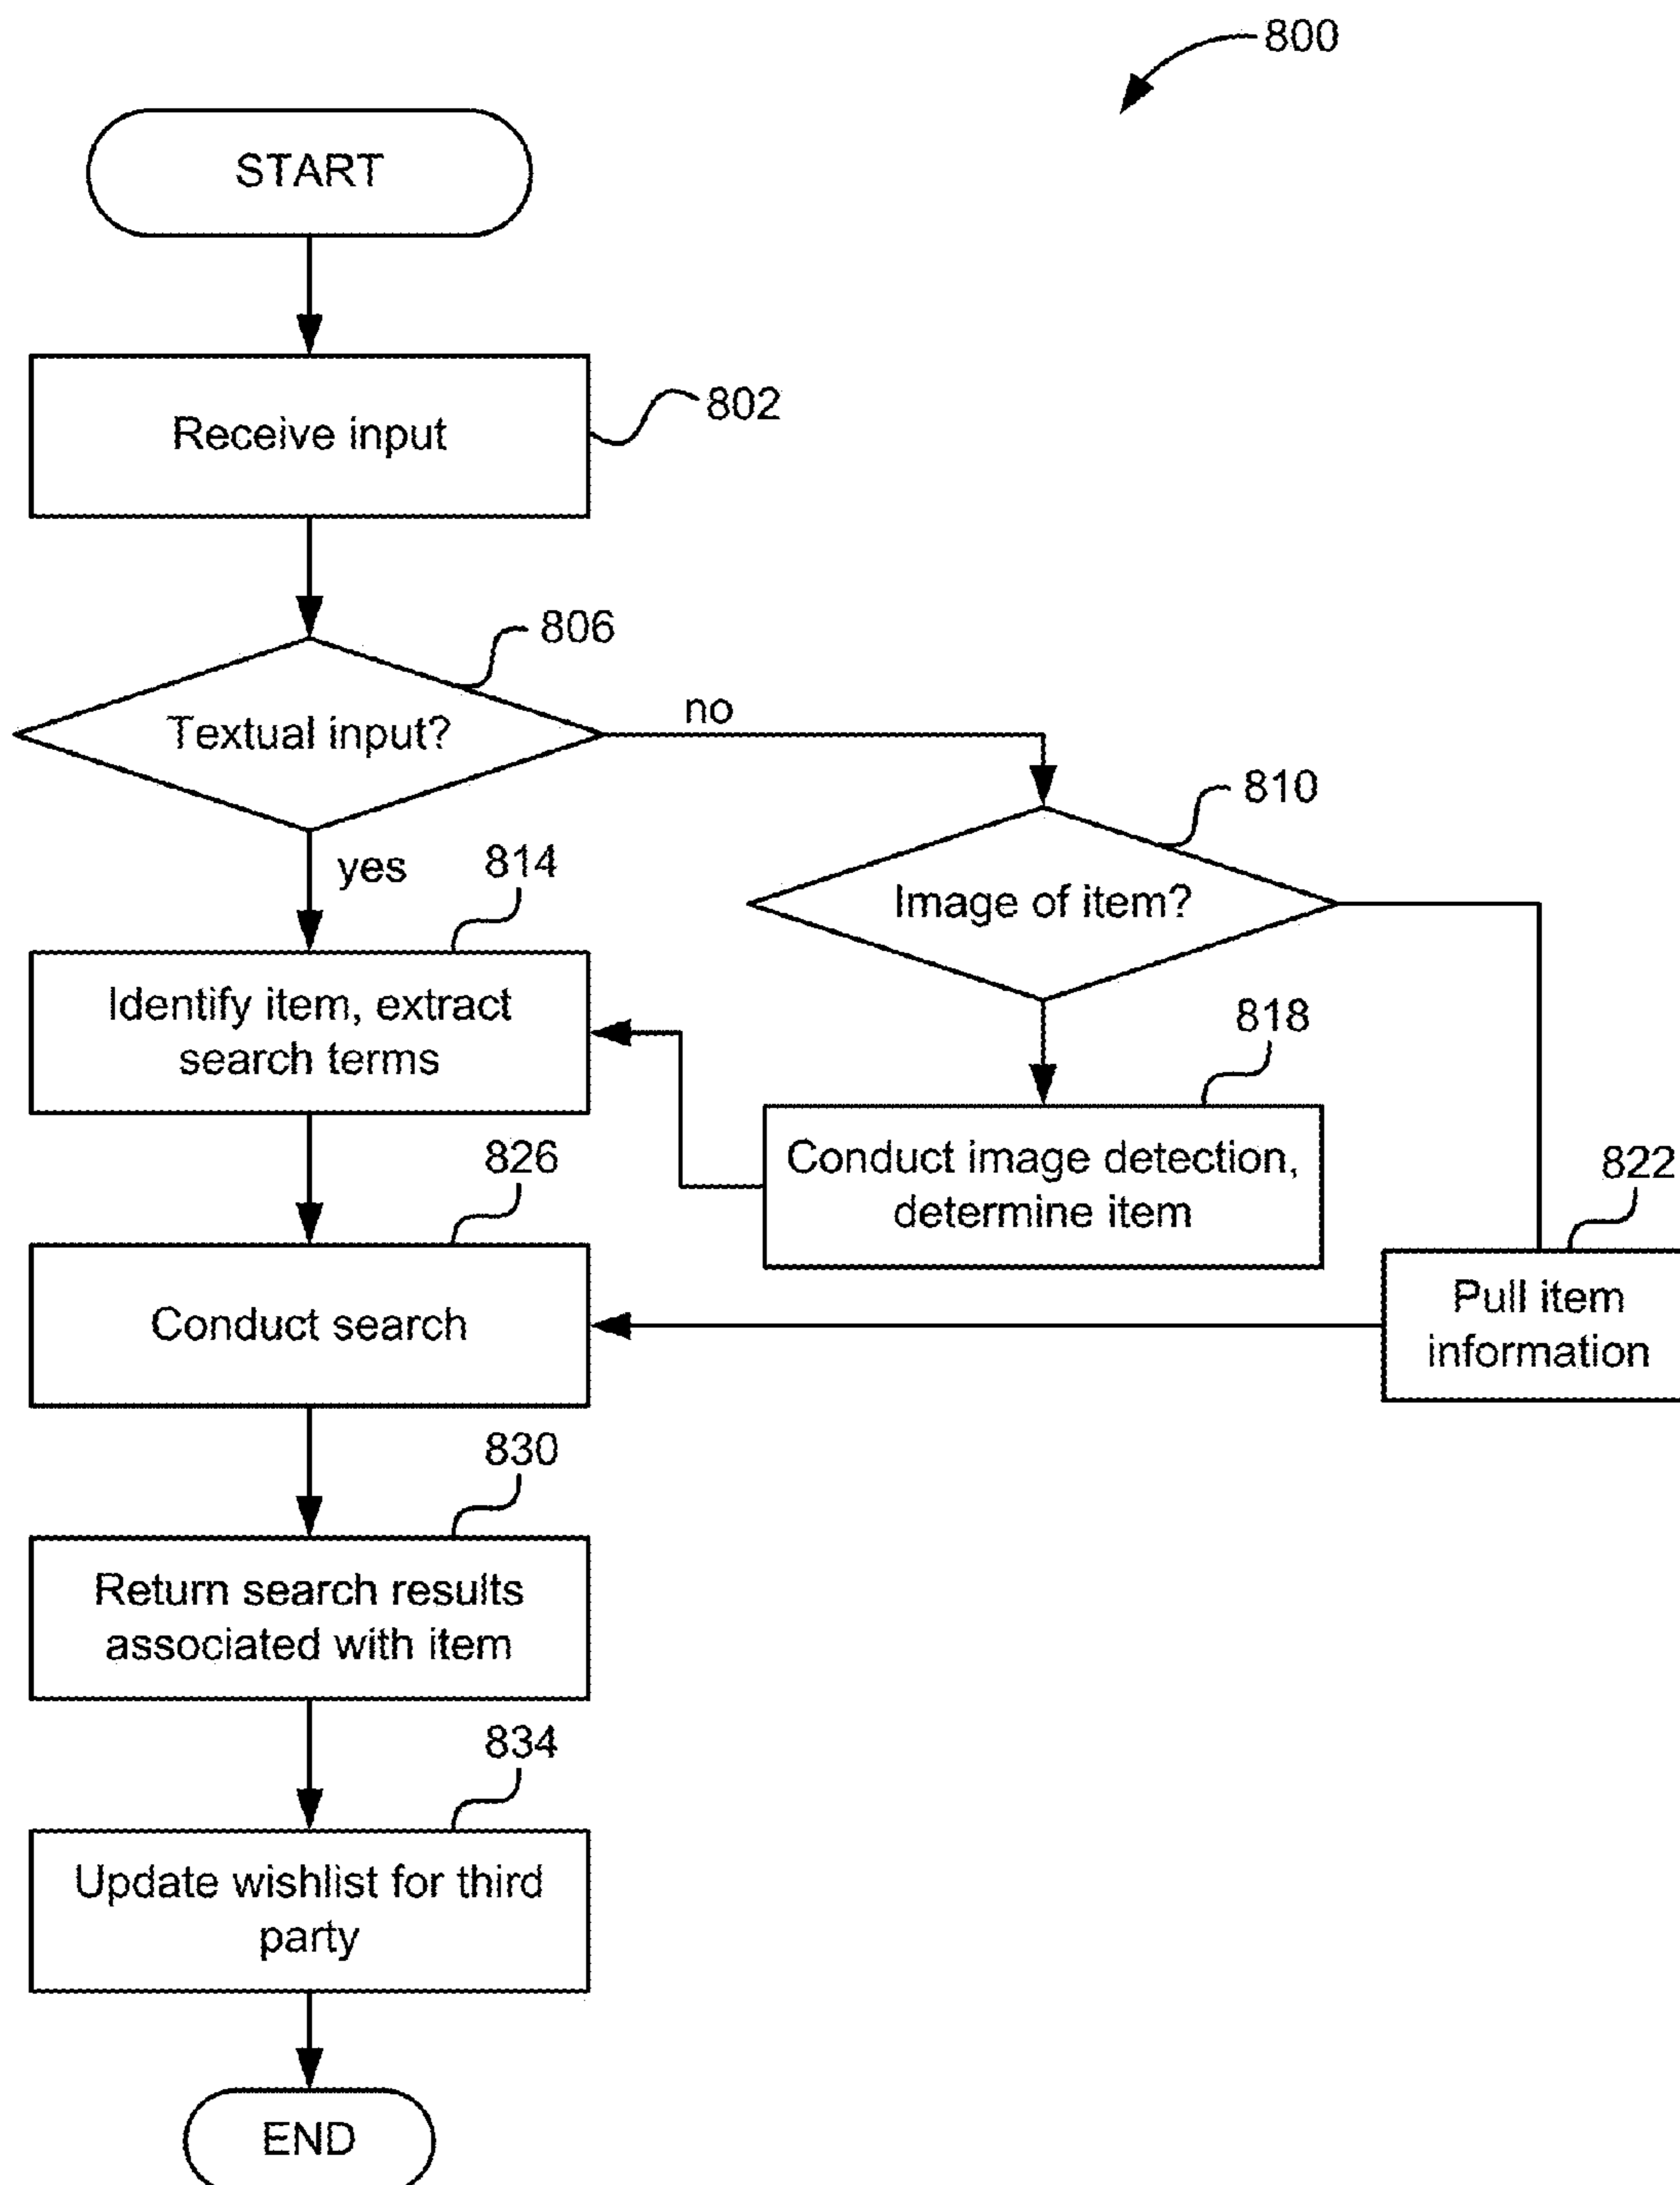 800
START
Receive input
802
806
Textual input?
no
810
yes
814
Image of item?
Identify item, extract
search terms
818
826
Conduct image detection,
determine item
822
Conduct search
Pull item
information
830
Return search results
associated with item
834
Update wishlist for third
party
END